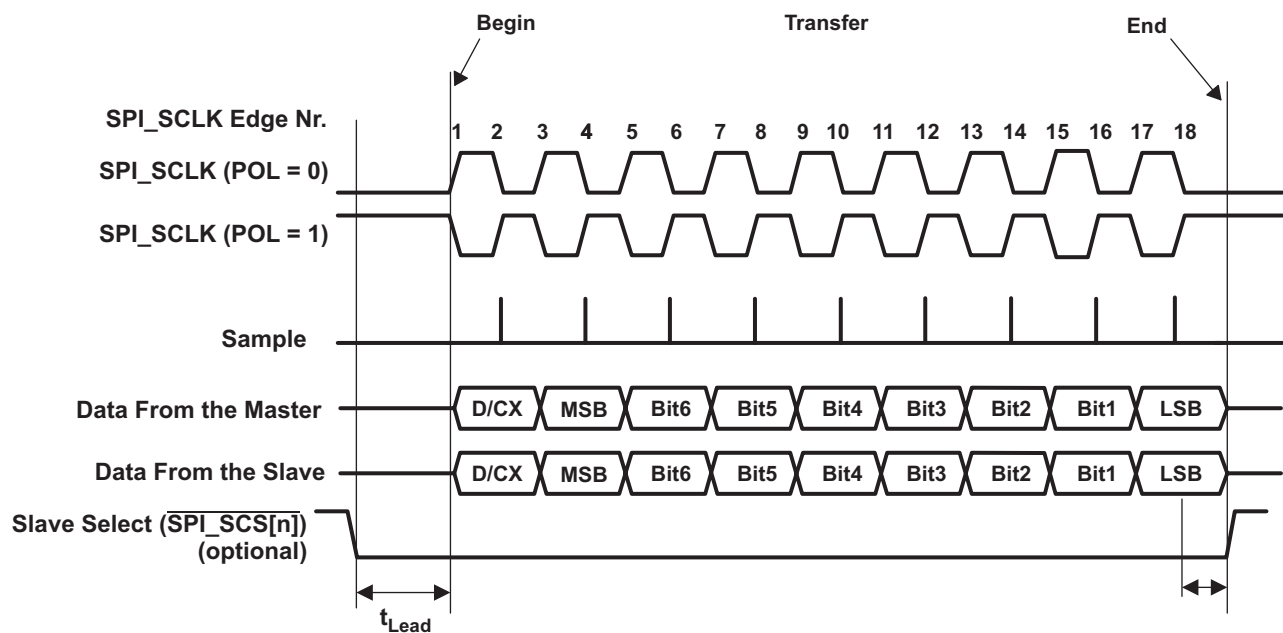 Begin Transfer End
SPI_SCLK Edge Nr. 1 2 3 4 5 6 7 8 9 10 11 12 13 14 15 16 17 18
SPI_SCLK (POL = 0)
SPI_SCLK (POL = 1)
Sample
Data From the Master D/CX MSB Bit6 Bit5 Bit4 Bit3 Bit2 Bit1 LSB
Data From the Slave D/CX MSB Bit6 Bit5 Bit4 Bit3 Bit2 Bit1 LSB
Slave Select (SPI_SCS[n])
(optional)
tLead